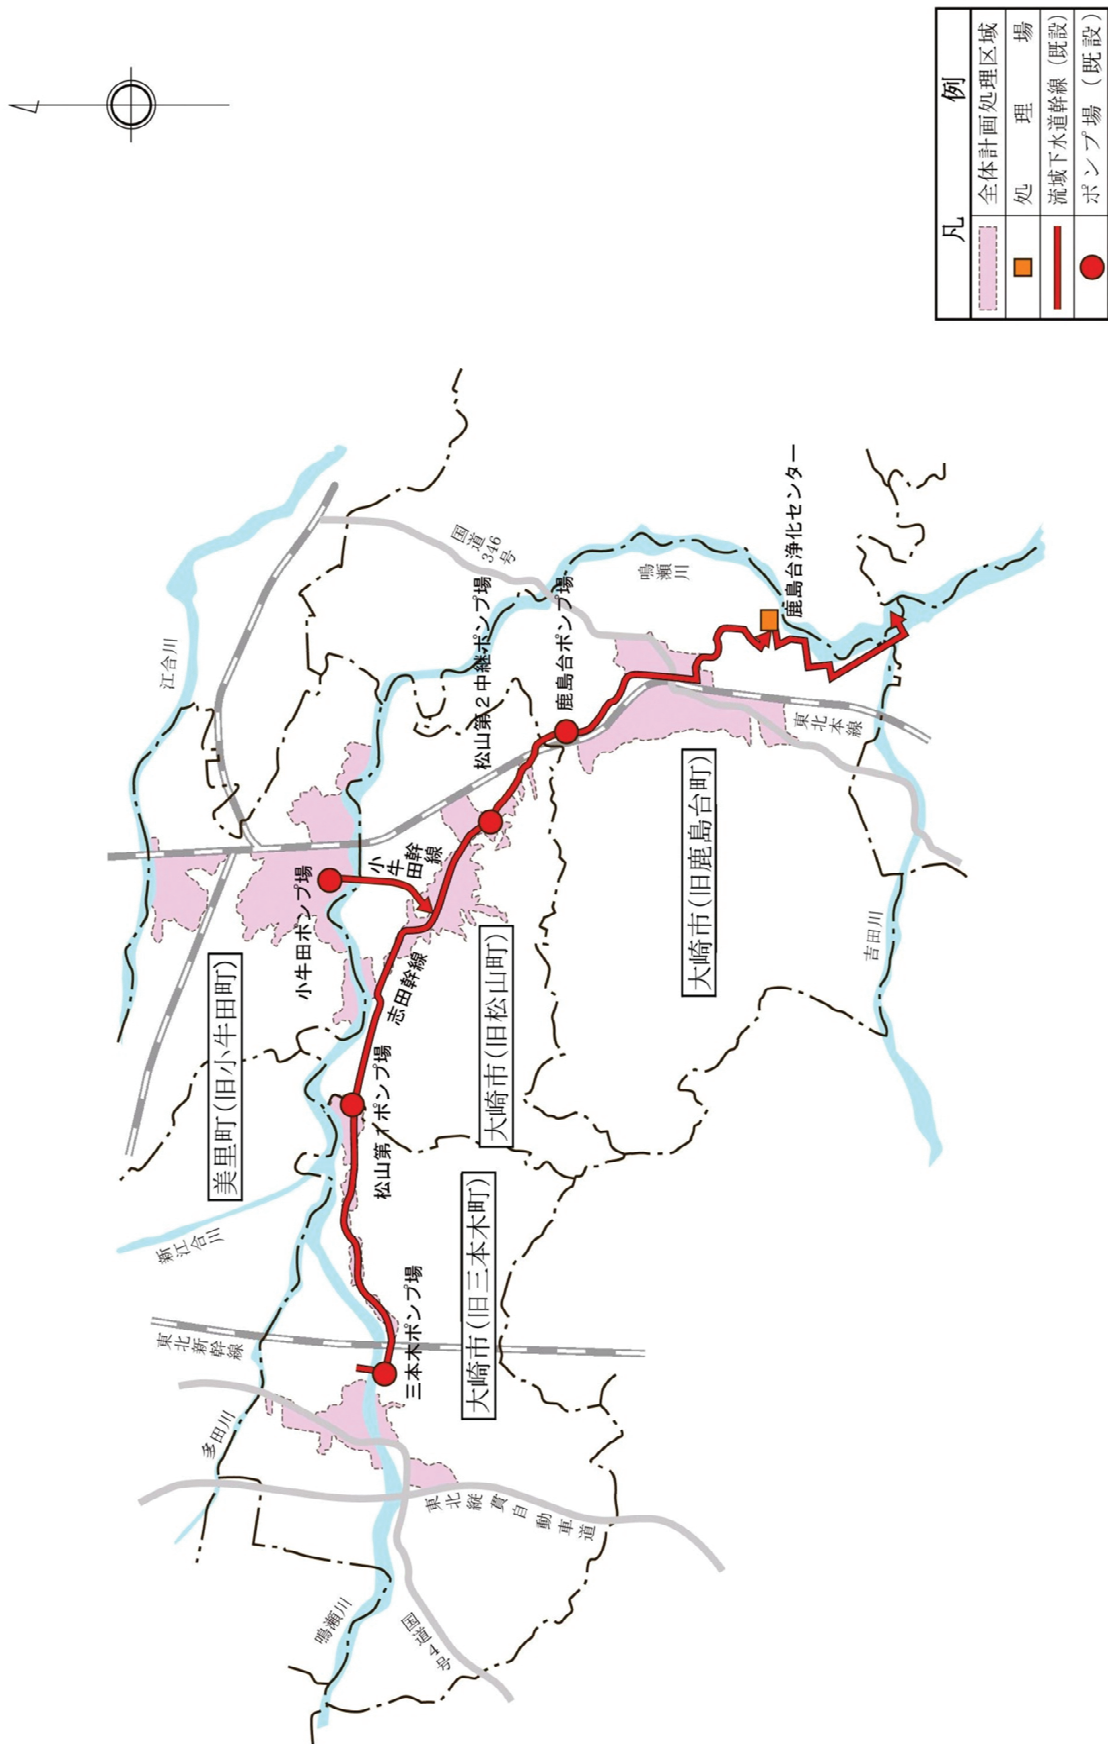 凡例
全体計画処理区域
処理場
流域下水道幹線(既設)
ポンプ場(既設)
江合川
国道346号
鳴瀬川
松山第2中継ポンプ場
鹿島台ポンプ場
鹿島台浄化センター
東北本線
小牛田ポンプ場
小牛田幹線
志田幹線
美里町(旧小牛田町)
大崎市(旧松山町)
大崎市(旧鹿島台町)
吉田川
松山第1ポンプ場
新江合川
大崎市(旧三本木町)
三本木ポンプ場
東北新幹線
多田川
東北縦貫自動車道
鳴瀬川
国道4号